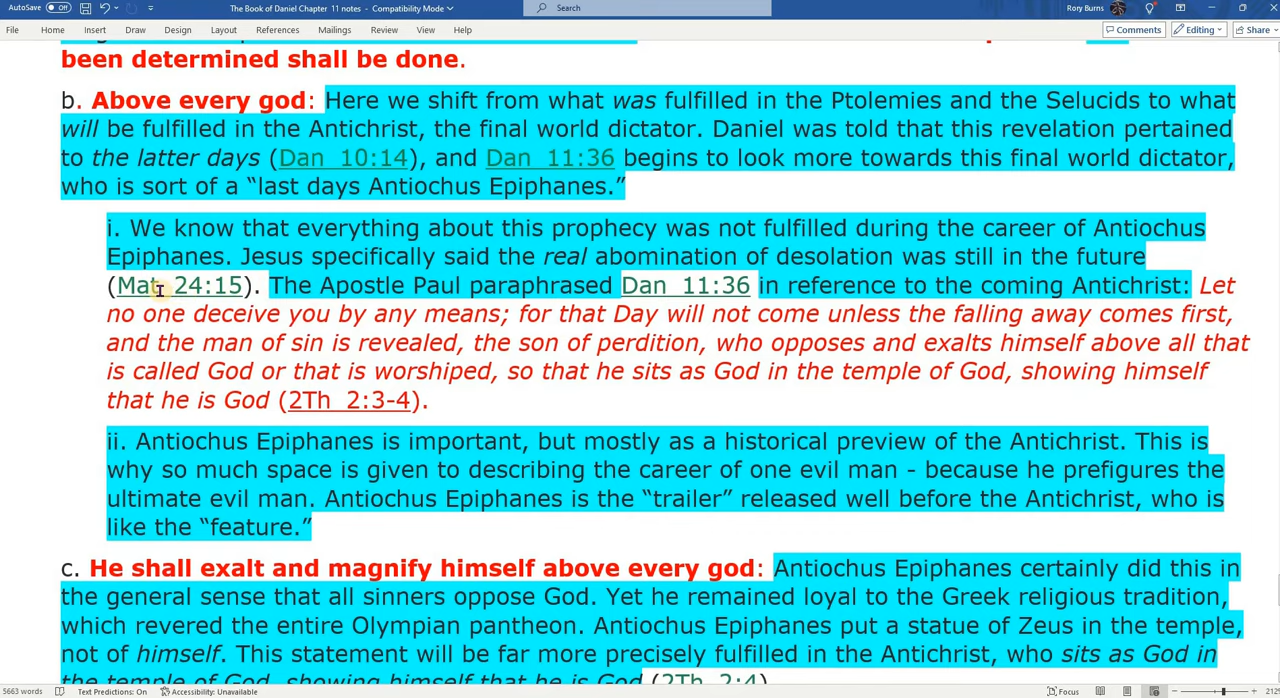 AutoSave Off The Book of Daniel Chapter 11 notes - Compatibility Mode Search Rory Burns
File Home Insert Draw Design Layout References Mailings Review View Help Comments Editing Share
been determined shall be done.
b. Above every god: Here we shift from what was fulfilled in the Ptolemies and the Selucids to what
will be fulfilled in the Antichrist, the final world dictator. Daniel was told that this revelation pertained
to the latter days (Dan 10:14), and Dan 11:36 begins to look more towards this final world dictator,
who is sort of a “last days Antiochus Epiphanes.”
i. We know that everything about this prophecy was not fulfilled during the career of Antiochus
Epiphanes. Jesus specifically said the real abomination of desolation was still in the future
(Mat 24:15). The Apostle Paul paraphrased Dan 11:36 in reference to the coming Antichrist: Let
no one deceive you by any means; for that Day will not come unless the falling away comes first,
and the man of sin is revealed, the son of perdition, who opposes and exalts himself above all that
is called God or that is worshiped, so that he sits as God in the temple of God, showing himself
that he is God (2Th 2:3-4).
ii. Antiochus Epiphanes is important, but mostly as a historical preview of the Antichrist. This is
why so much space is given to describing the career of one evil man - because he prefigures the
ultimate evil man. Antiochus Epiphanes is the “trailer” released well before the Antichrist, who is
like the “feature.”
c. He shall exalt and magnify himself above every god: Antiochus Epiphanes certainly did this in
the general sense that all sinners oppose God. Yet he remained loyal to the Greek religious tradition,
which revered the entire Olympian pantheon. Antiochus Epiphanes put a statue of Zeus in the temple,
not of himself. This statement will be far more precisely fulfilled in the Antichrist, who sits as God in
the temple of God, showing himself that he is God (2Th 2:4).
5663 words Text Predictions: On Accessibility: Unavailable Focus